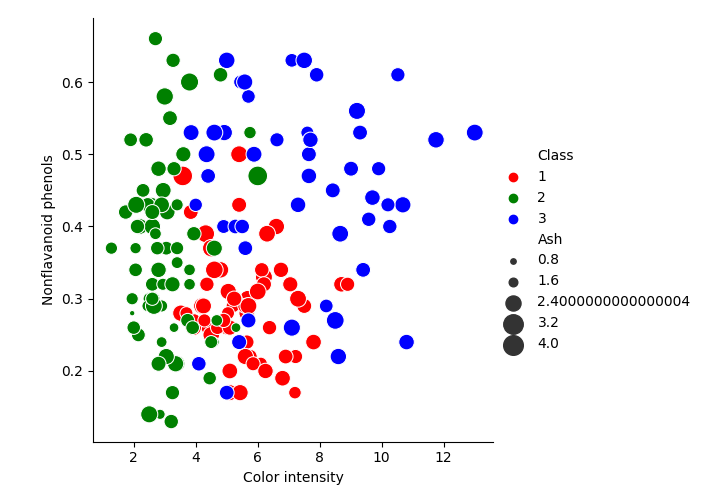 Class
1
2
3
Ash
0.8
1.6
2.4000000000000004
3.2
4.0
0.6
0.5
0.4
0.3
0.2
Nonflavanoid phenols
2 4 6 8 10 12
Color intensity